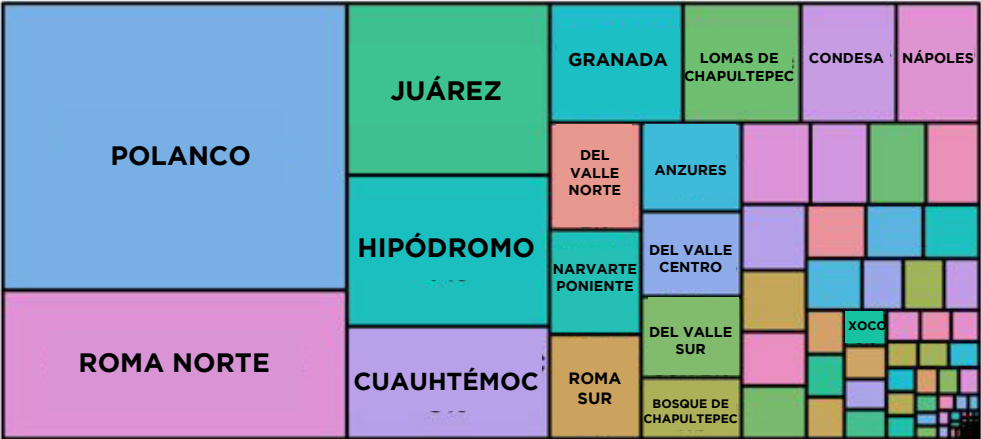 POLANCO
ROMA NORTE
JUÁREZ
HIPÓDROMO
CUAUHTÉMOC
GRANADA
LOMAS DE
CHAPULTEPEC
CONDESA
NÁPOLES
DEL
VALLE
NORTE
NARVARTE
PONIENTE
ROMA
SUR
ANZURES
DEL VALLE
CENTRO
DEL VALLE
SUR
BOSQUE DE
CHAPULTEPEC
XOCO